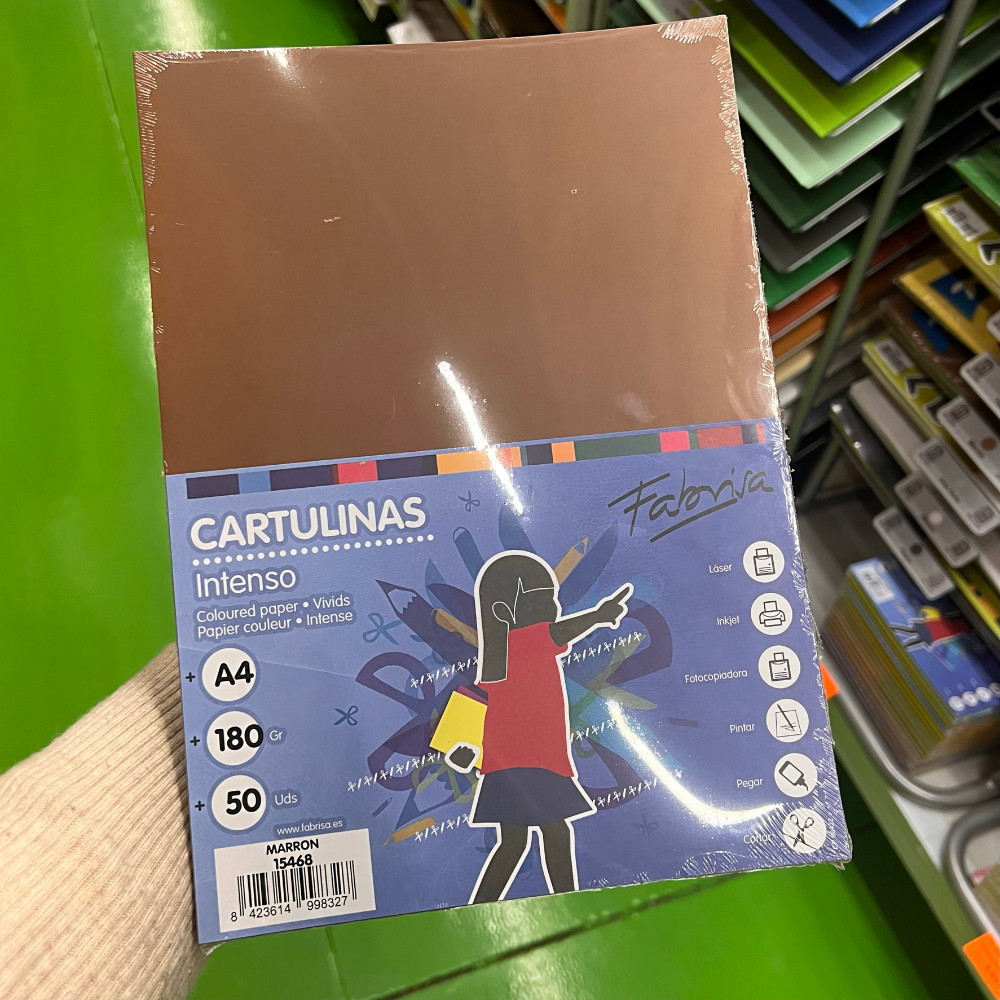 Fabrisa
CARTULINAS
Intenso
Coloured paper • Vivids
Papier couleur • Intense
+ A4
+ 180 Gr
+ 50 Uds
www.fabrisa.es
MARRON
15468
8 423614 998327
Láser
Inkjet
Fotocopiadora
Pintar
Pegar
Cortar